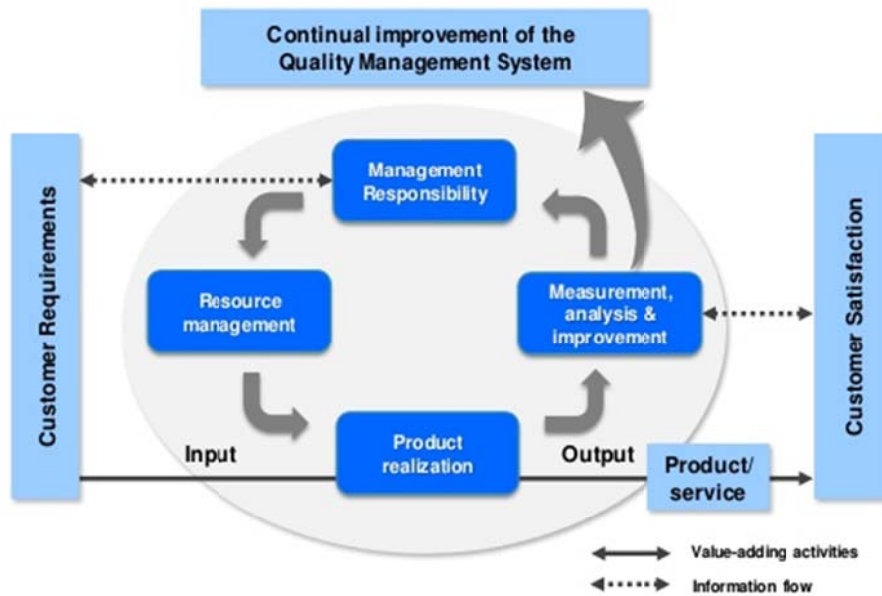 Continual improvement of the
Quality Management System
Customer Requirements
Management
Responsibility
Resource
management
Measurement,
analysis &
improvement
Customer Satisfaction
Input
Product
realization
Output
Product/
service
Value-adding activities
Information flow